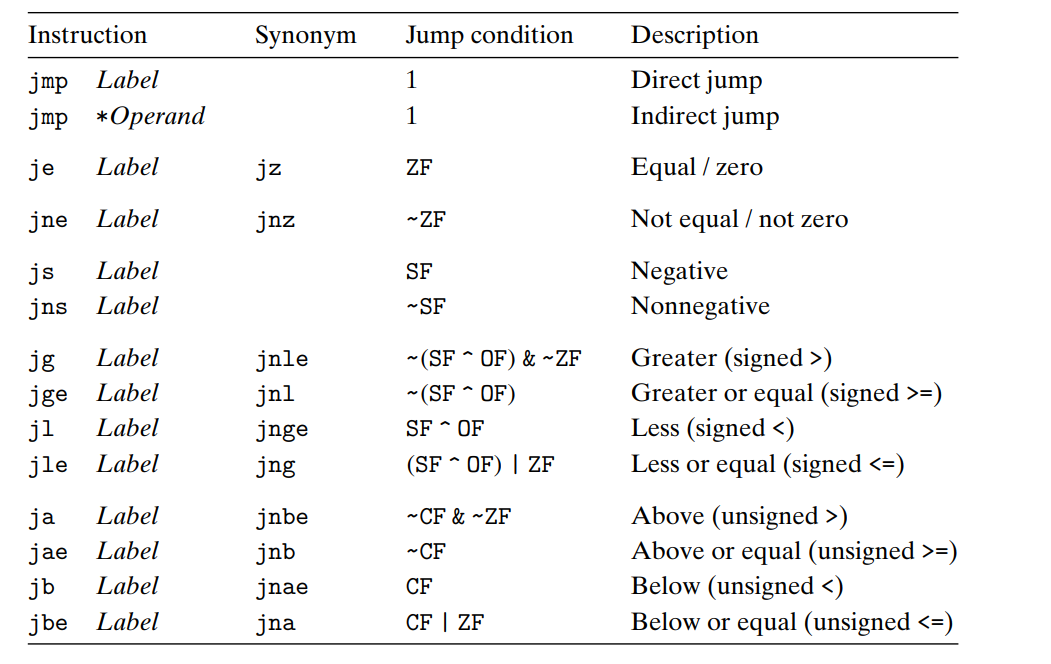 Instruction Synonym Jump condition Description
jmp Label 1 Direct jump
jmp *Operand 1 Indirect jump
je Label jz ZF Equal / zero
jne Label jnz ~ZF Not equal / not zero
js Label SF Negative
jns Label ~SF Nonnegative
jg Label jnle ~(SF ^ OF) & ~ZF Greater (signed >)
jge Label jnl ~(SF ^ OF) Greater or equal (signed >=)
jl Label jnge SF ^ OF Less (signed <)
jle Label jng (SF ^ OF) | ZF Less or equal (signed <=)
ja Label jnbe ~CF & ~ZF Above (unsigned >)
jae Label jnb ~CF Above or equal (unsigned >=)
jb Label jnae CF Below (unsigned <)
jbe Label jna CF | ZF Below or equal (unsigned <=)